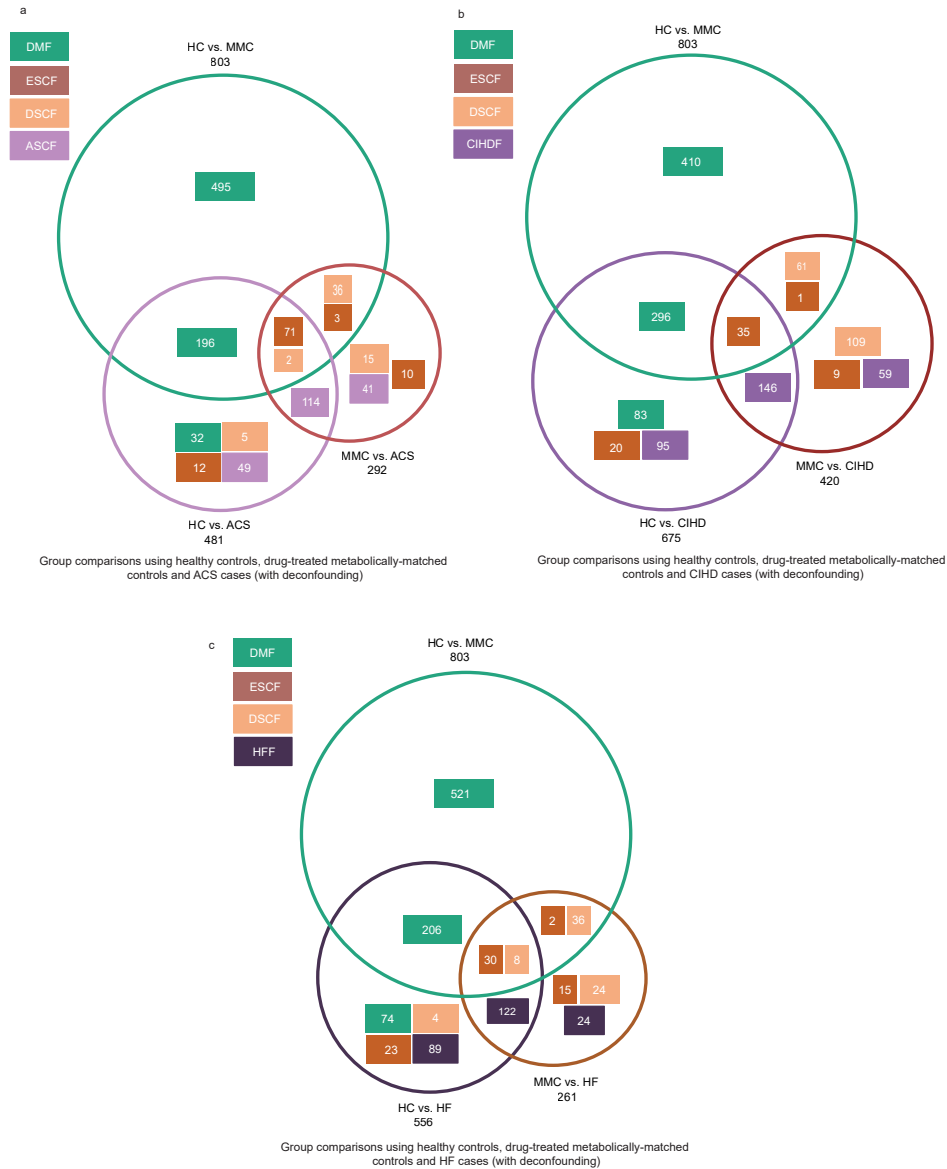 a
DMF
ESCF
DSCF
ASCF
HC vs. MMC
803
495
36
3
71
2
196
15
41
10
114
32
5
12
49
MMC vs. ACS
292
HC vs. ACS
481
Group comparisons using healthy controls, drug-treated metabolically-matched
controls and ACS cases (with deconfounding)
b
DMF
ESCF
DSCF
CIHDF
HC vs. MMC
803
410
61
1
296
35
109
9
59
146
83
20
95
MMC vs. CIHD
420
HC vs. CIHD
675
Group comparisons using healthy controls, drug-treated metabolically-matched
controls and CIHD cases (with deconfounding)
c
DMF
ESCF
DSCF
HFF
HC vs. MMC
803
521
2
36
206
30
8
15
24
24
122
74
4
23
89
MMC vs. HF
261
HC vs. HF
556
Group comparisons using healthy controls, drug-treated metabolically-matched
controls and HF cases (with deconfounding)